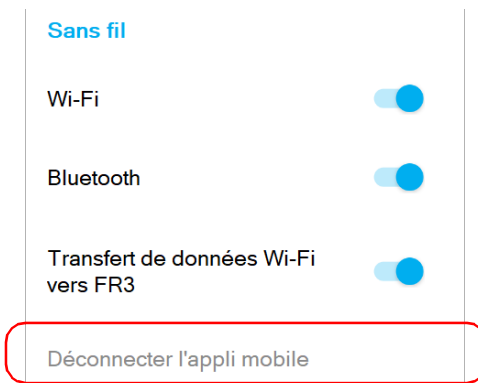 Sans fil
Wi-Fi
Bluetooth
Transfert de données Wi-Fi
vers FR3
Déconnecter l'appli mobile